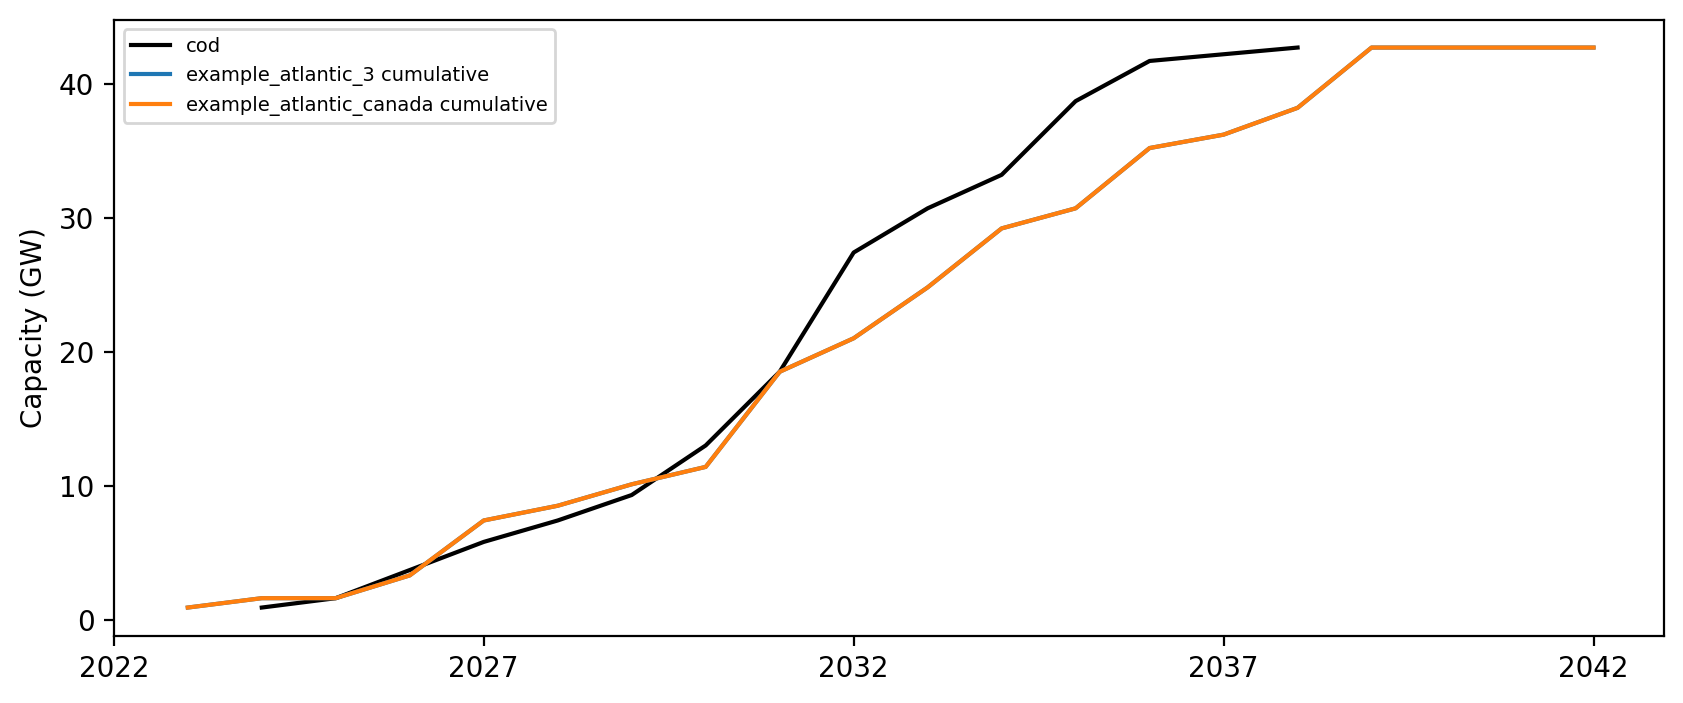 cod
example_atlantic_3 cumulative
example_atlantic_canada cumulative
Capacity (GW)
40
30
20
10
0
2022
2027
2032
2037
2042